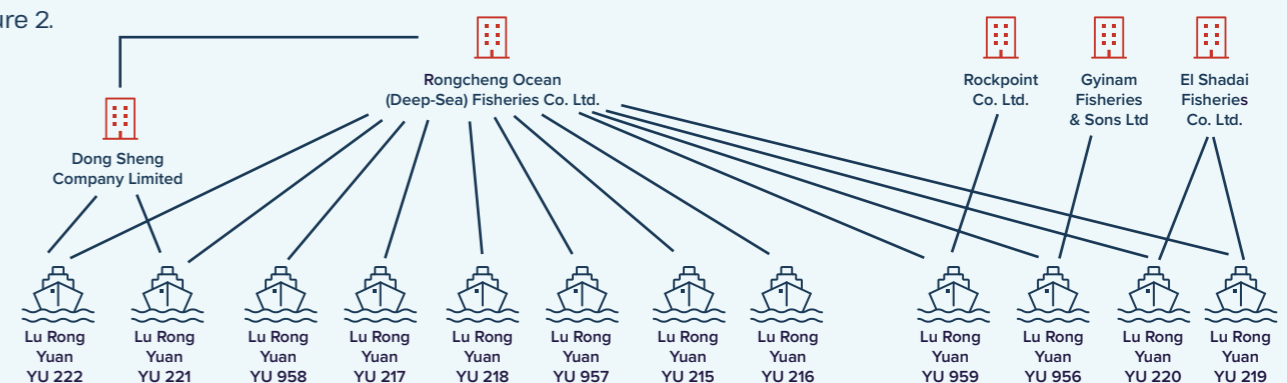 ure 2.
Rongcheng Ocean
(Deep-Sea) Fisheries Co. Ltd.
Rockpoint
Co. Ltd.
Gyinam
Fisheries
& Sons Ltd
El Shadai
Fisheries
Co. Ltd.
Dong Sheng
Company Limited
Lu Rong
Yuan
YU 222
Lu Rong
Yuan
YU 221
Lu Rong
Yuan
YU 958
Lu Rong
Yuan
YU 217
Lu Rong
Yuan
YU 218
Lu Rong
Yuan
YU 957
Lu Rong
Yuan
YU 215
Lu Rong
Yuan
YU 216
Lu Rong
Yuan
YU 959
Lu Rong
Yuan
YU 956
Lu Rong
Yuan
YU 220
Lu Rong
Yuan
YU 219